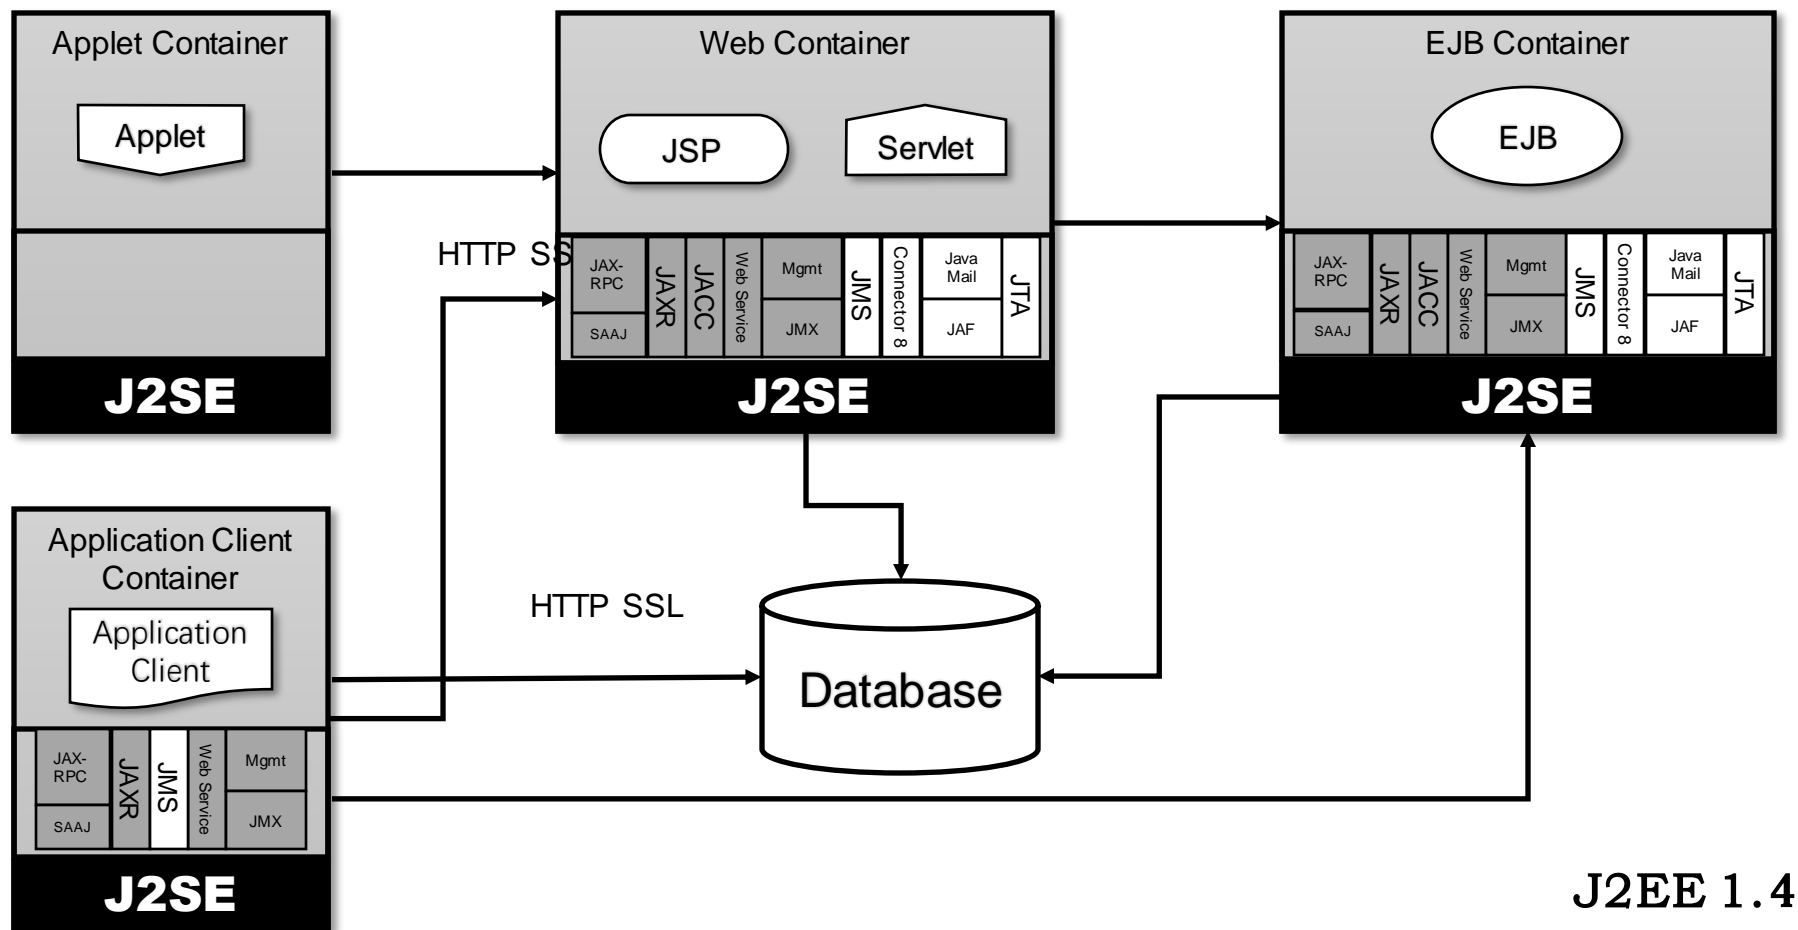 Applet Container
Applet
J2SE
Web Container
JSP
Servlet
HTTP SS
JAX-
RPC
SAAJ
JAXR
JACC
Web Service
Mgmt
JMX
JMS
Connector 8
Java
Mail
JAF
JTA
J2SE
EJB Container
EJB
JAX-
RPC
SAAJ
JAXR
JACC
Web Service
Mgmt
JMX
JMS
Connector 8
Java
Mail
JAF
JTA
J2SE
Application Client
Container
Application
Client
JAX-
RPC
SAAJ
JAXR
JMS
Web Service
Mgmt
JMX
J2SE
HTTP SSL
Database
J2EE 1.4